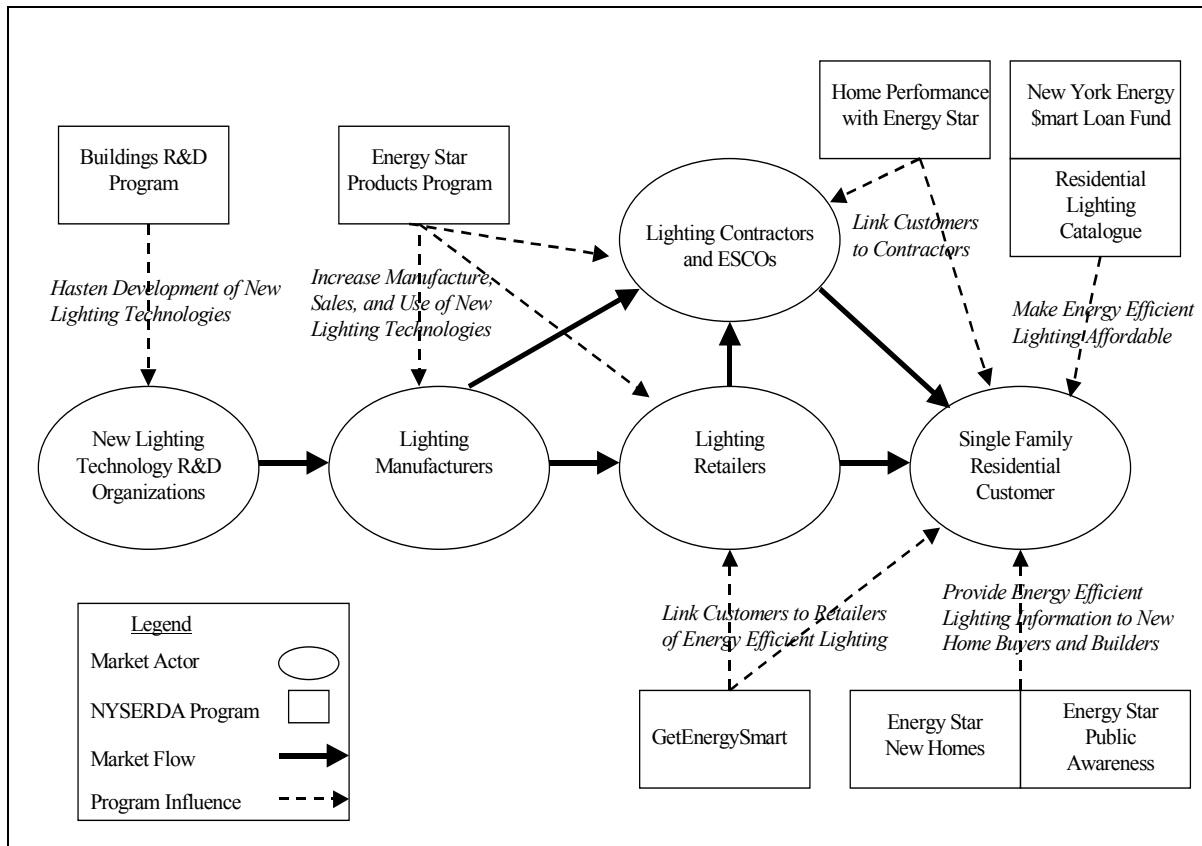 Home Performance
with Energy Star
New York Energy
$mart Loan Fund
Buildings R&D
Program
Energy Star
Products Program
Residential
Lighting
Catalogue
Lighting Contractors
and ESCOs
Link Customers
to Contractors
Hasten Development of New
Lighting Technologies
Increase Manufacture,
Sales, and Use of New
Lighting Technologies
Make Energy Efficient
Lighting Affordable
New Lighting
Technology R&D
Organizations
Lighting
Manufacturers
Lighting
Retailers
Single Family
Residential
Customer
Link Customers to Retailers
of Energy Efficient Lighting
Provide Energy Efficient
Lighting Information to New
Home Buyers and Builders
GetEnergySmart
Energy Star
New Homes
Energy Star
Public
Awareness
Legend
Market Actor
NYSERDA Program
Market Flow
Program Influence